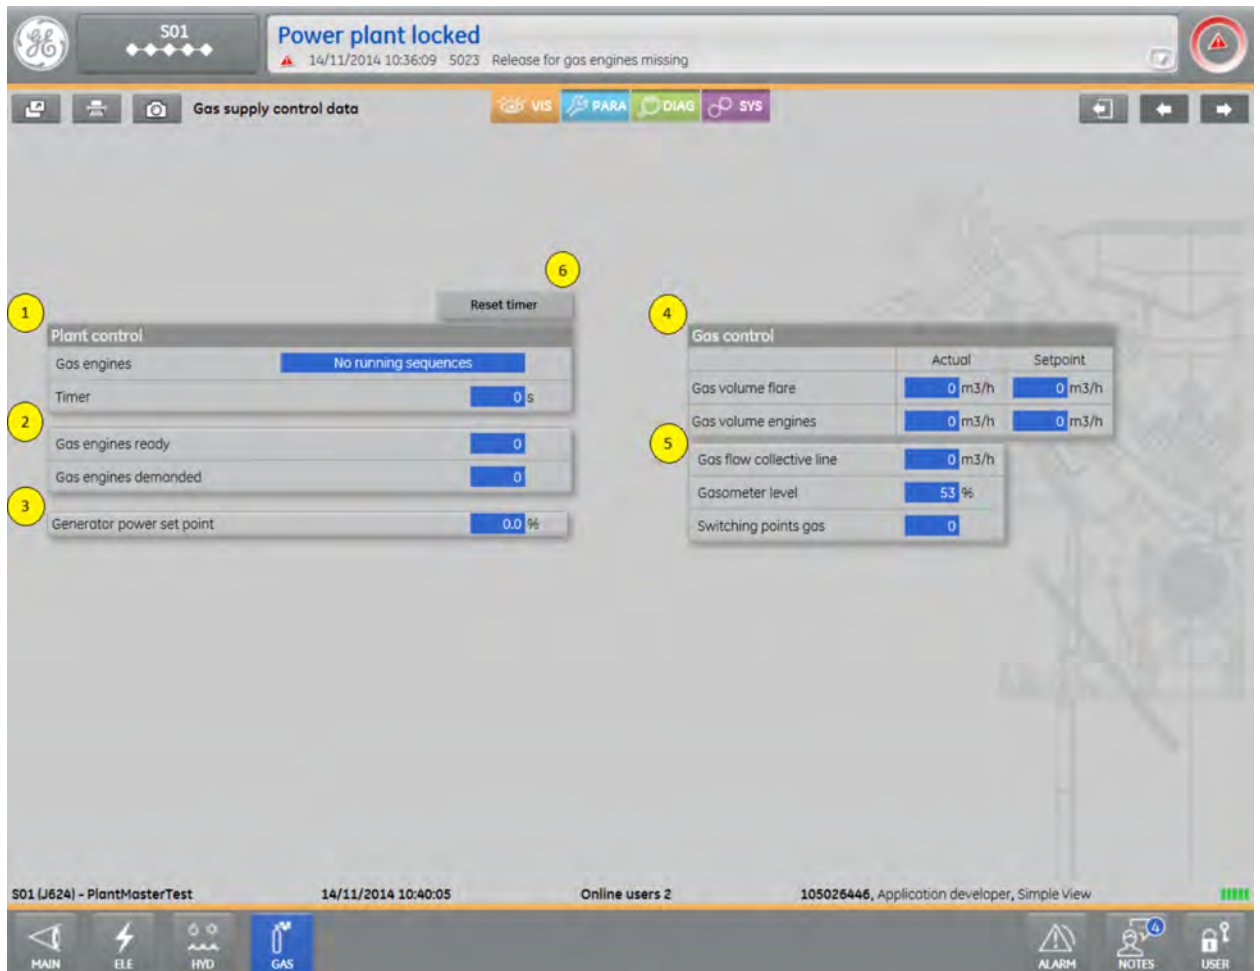 S01
Power plant locked
14/11/2014 10:36:09 5023 Release for gas engines missing
Gas supply control data
VIS PARA DIAG SYS
6
Reset timer
1
Plant control
Gas engines No running sequences
Timer 0 s
2
Gas engines ready 0
Gas engines demanded 0
3
Generator power set point 0.0 %
4
Gas control
Actual Setpoint
Gas volume flare 0 m3/h 0 m3/h
Gas volume engines 0 m3/h 0 m3/h
5
Gas flow collective line 0 m3/h
Gasometer level 53 %
Switching points gas 0
S01 (J624) - PlantMasterTest 14/11/2014 10:40:05 Online users 2 105026446, Application developer, Simple View
MAIN ELE HYD GAS ALARM 4 NOTES USER